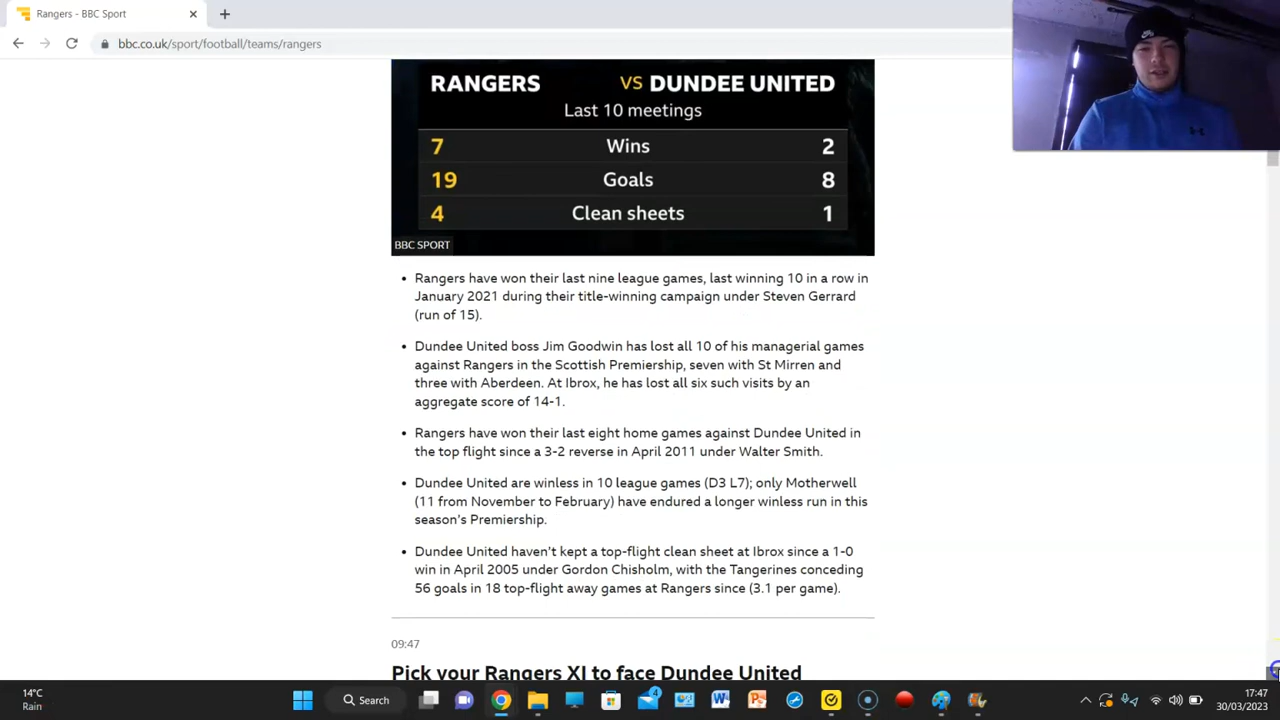 Rangers - BBC Sport
bbc.co.uk/sport/football/teams/rangers
RANGERS VS DUNDEE UNITED
Last 10 meetings
7 Wins 2
19 Goals 8
4 Clean sheets 1
BBC SPORT
• Rangers have won their last nine league games, last winning 10 in a row in
January 2021 during their title-winning campaign under Steven Gerrard
(run of 15).
• Dundee United boss Jim Goodwin has lost all 10 of his managerial games
against Rangers in the Scottish Premiership, seven with St Mirren and
three with Aberdeen. At Ibrox, he has lost all six such visits by an
aggregate score of 14-1.
• Rangers have won their last eight home games against Dundee United in
the top flight since a 3-2 reverse in April 2011 under Walter Smith.
• Dundee United are winless in 10 league games (D3 L7); only Motherwell
(11 from November to February) have endured a longer winless run in this
season's Premiership.
• Dundee United haven't kept a top-flight clean sheet at Ibrox since a 1-0
win in April 2005 under Gordon Chisholm, with the Tangerines conceding
56 goals in 18 top-flight away games at Rangers since (3.1 per game).
09:47
Pick your Rangers XI to face Dundee United
14°C
Rain
Search
4
17:47
30/03/2023